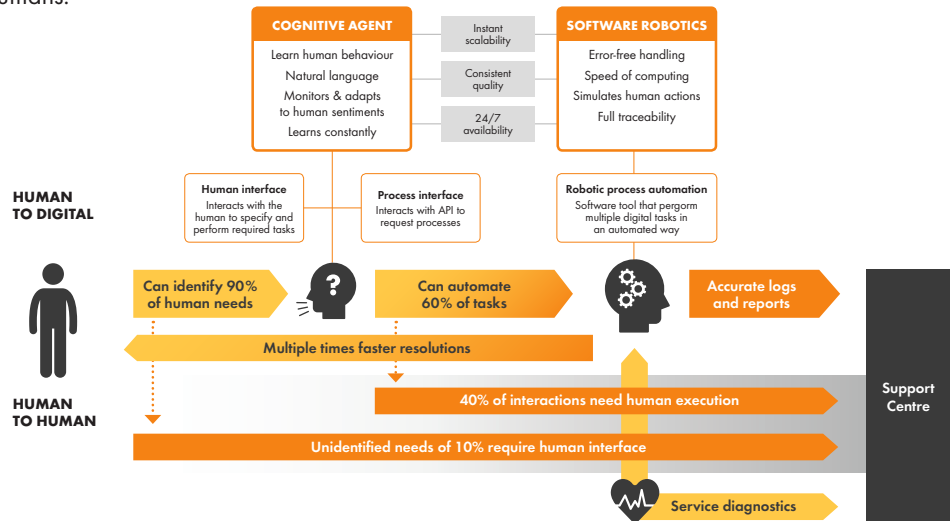 humans.
COGNITIVE AGENT
Learn human behaviour
Natural language
Monitors & adapts
to human sentiments
Learns constantly
Instant
scalability
Consistent
quality
24/7
availability
SOFTWARE ROBOTICS
Error-free handling
Speed of computing
Simulates human actions
Full traceability
HUMAN
TO DIGITAL
Human interface
Interacts with the
human to specify and
perform required tasks
Process interface
Interacts with API to
request processes
Robotic process automation
Software tool that pergorm
multiple digital tasks in
an automated way
Can identify 90%
of human needs
?
Can automate
60% of tasks
Accurate logs
and reports
Multiple times faster resolutions
HUMAN
TO HUMAN
40% of interactions need human execution
Unidentified needs of 10% require human interface
Support
Centre
Service diagnostics